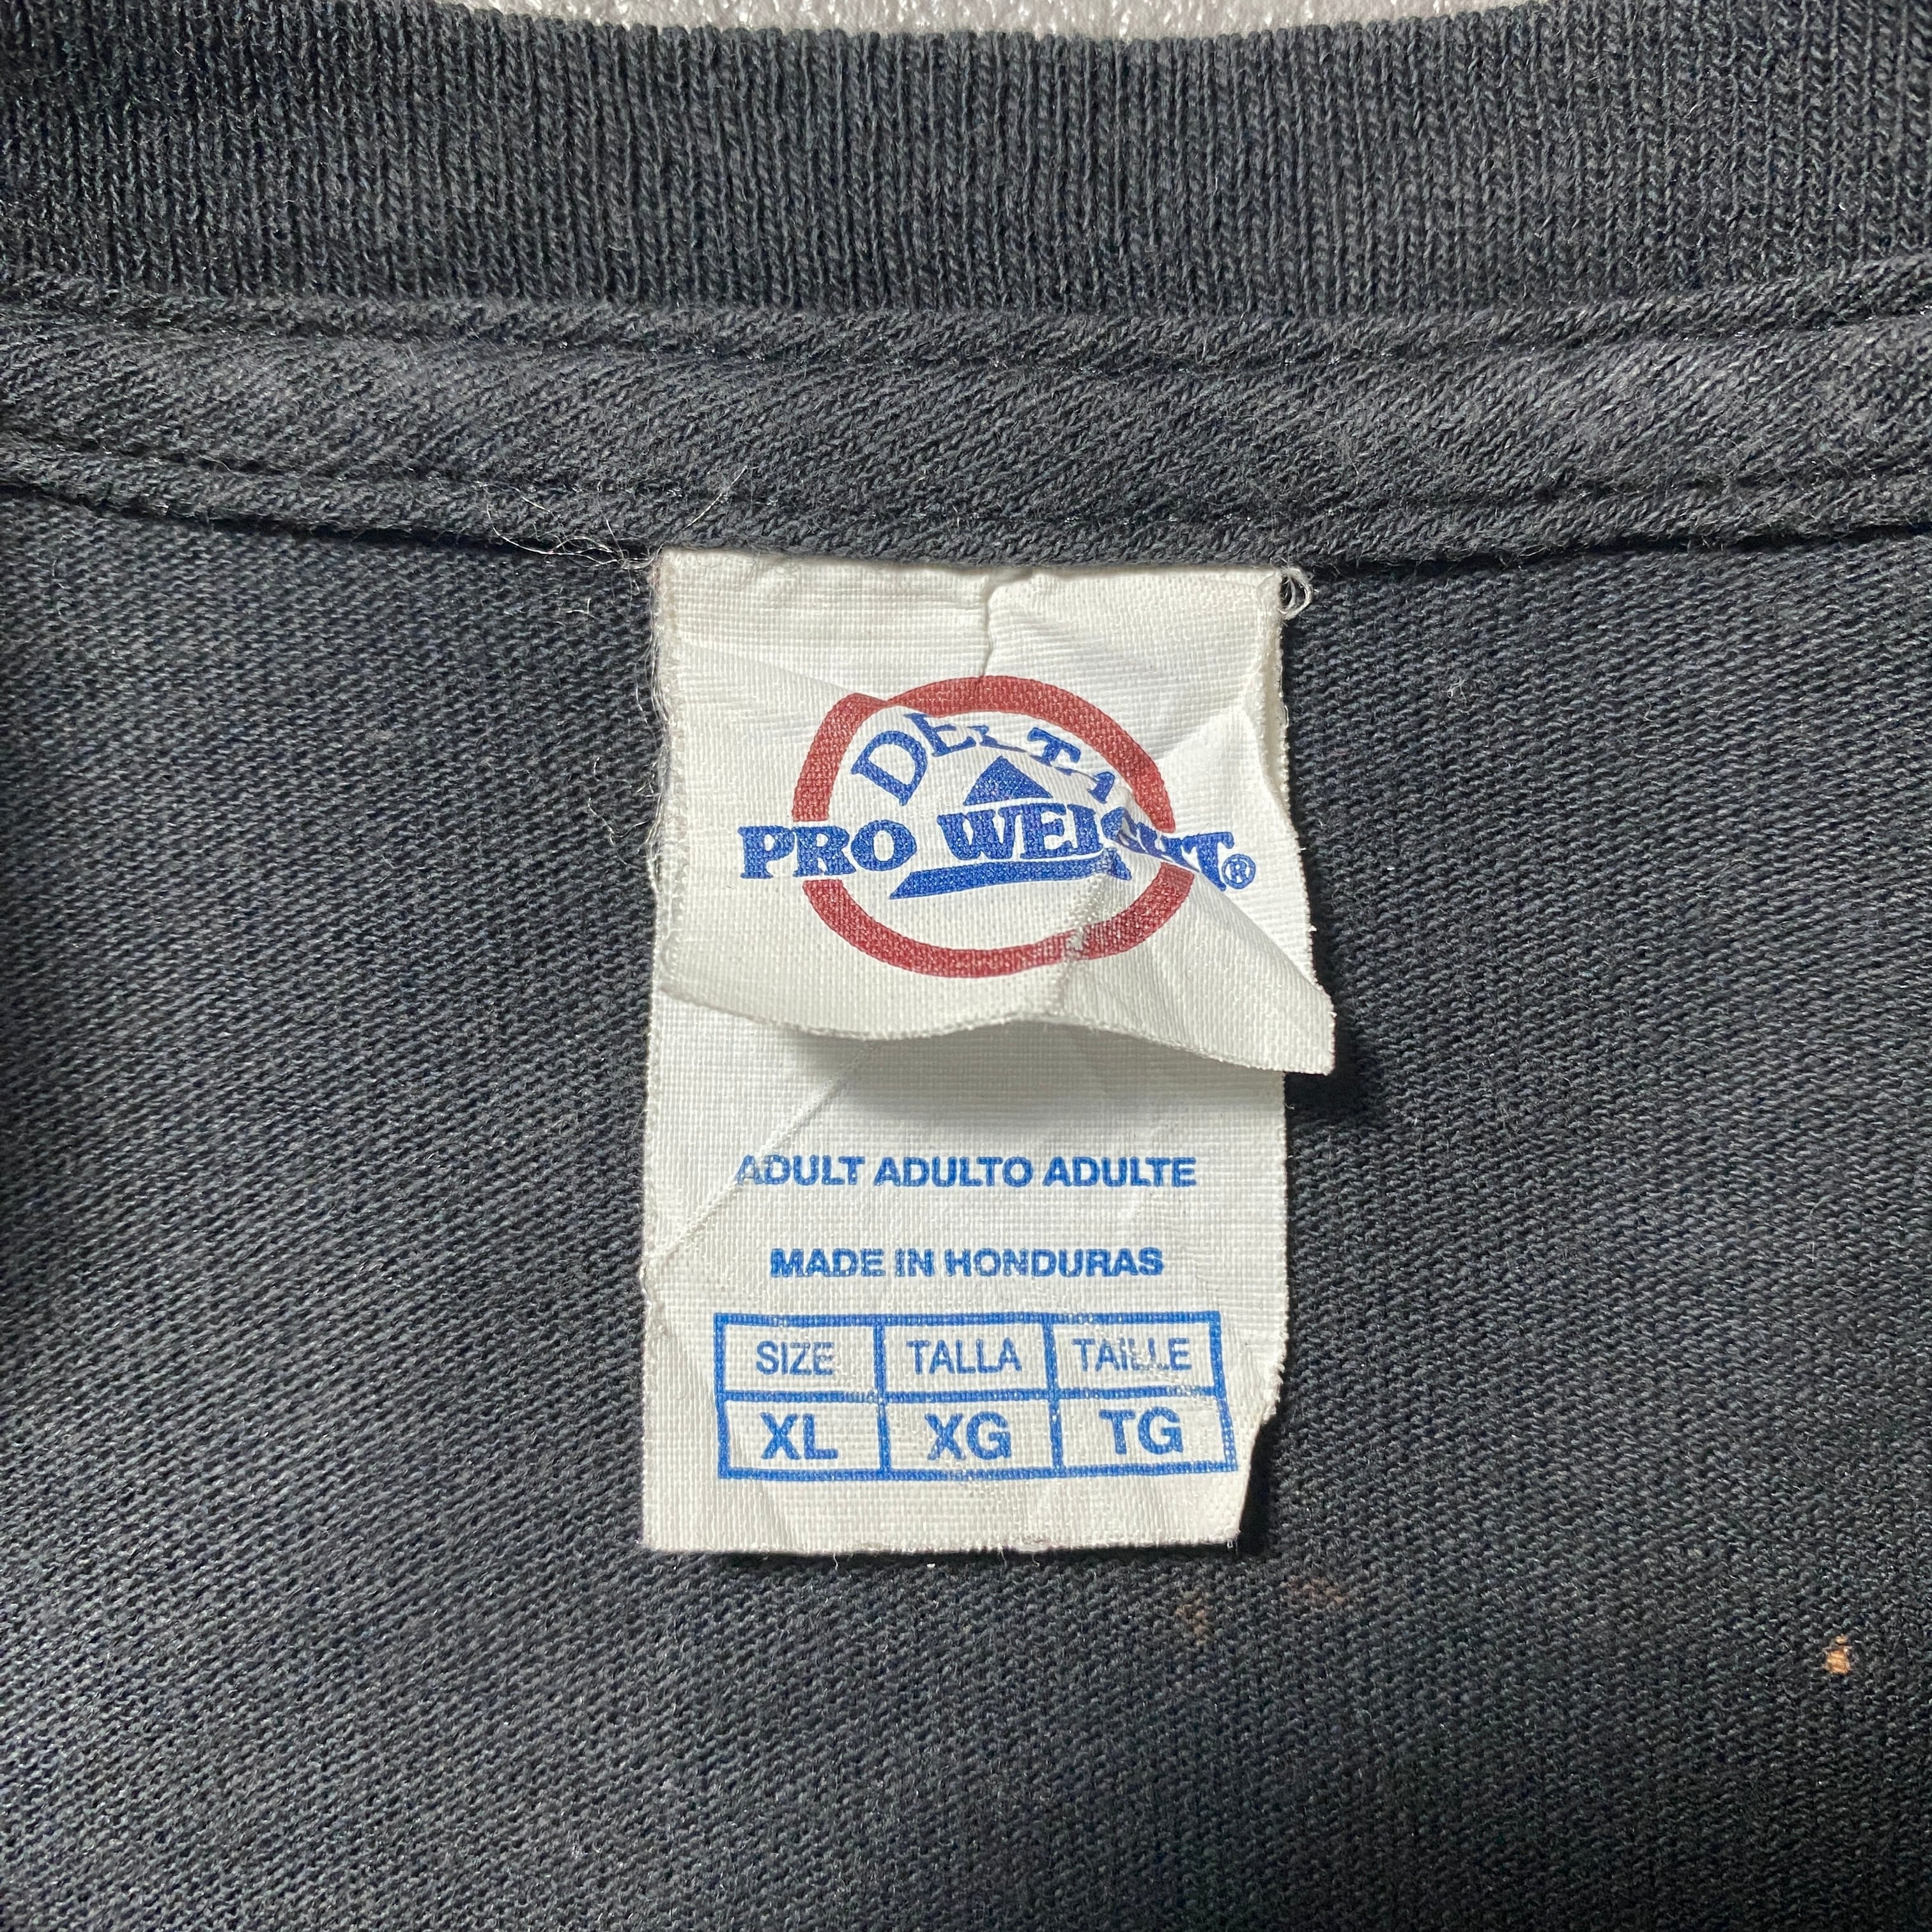 DELTA
PRO WEIGHT®
ADULT ADULTO ADULTE
MADE IN HONDURAS
SIZE TALLA TAILLE
XL XG TG